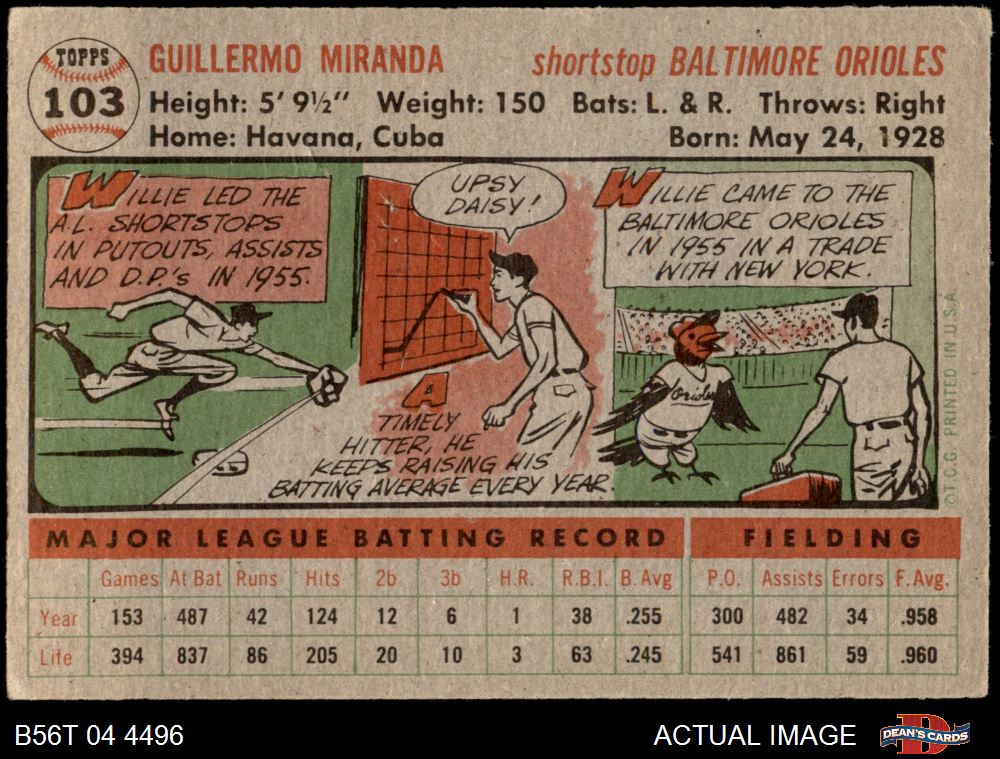 TOPPS
103
GUILLERMO MIRANDA shortstop BALTIMORE ORIOLES
Height: 5' 9½" Weight: 150 Bats: L. & R. Throws: Right
Home: Havana, Cuba Born: May 24, 1928
WILLIE LED THE
A.L. SHORTSTOPS
IN PUTOUTS, ASSISTS
AND D.P.'s IN 1955.
UPSY
DAISY!
A
TIMELY
HITTER, HE
KEEPS RAISING HIS
BATTING AVERAGE EVERY YEAR.
WILLIE CAME TO THE
BALTIMORE ORIOLES
IN 1955 IN A TRADE
WITH NEW YORK.
Orioles
©T.C.G. PRINTED IN U.S.A.
MAJOR LEAGUE BATTING RECORD FIELDING
Games At Bat Runs Hits 2b 3b H.R. R.B.I. B. Avg P.O. Assists Errors F. Avg.
Year 153 487 42 124 12 6 1 38 .255 300 482 34 .958
Life 394 837 86 205 20 10 3 63 .245 541 861 59 .960
B56T 04 4496 ACTUAL IMAGE
D
DEAN'S CARDS